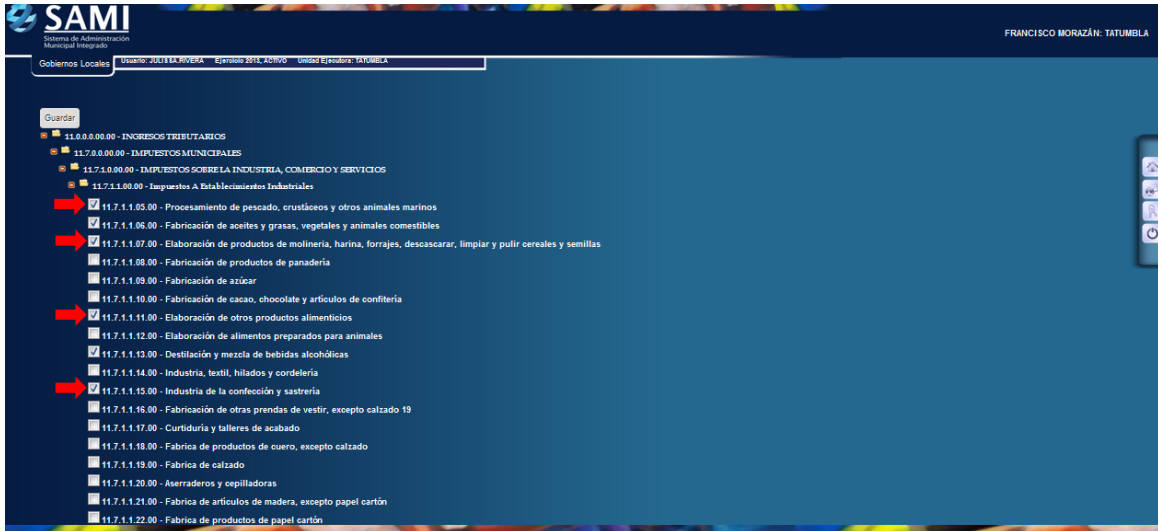 SAMI
Sistema de Administración
Municipal Integrado
FRANCISCO MORAZÁN: TATUMBLA
Gobiernos Locales
Usuario: JULISSA.RIVERA Ejercicio 2018, ACTIVO Unidad Ejecutora: TATUMBLA
Guardar
11.0.0.0.00.00 - INGRESOS TRIBUTARIOS
11.7.0.0.00.00 - IMPUESTOS MUNICIPALES
11.7.1.0.00.00 - IMPUESTOS SOBRE LA INDUSTRIA, COMERCIO Y SERVICIOS
11.7.1.1.00.00 - Impuestos A Establecimientos Industriales
11.7.1.1.05.00 - Procesamiento de pescado, crustàceos y otros animales marinos
11.7.1.1.06.00 - Fabricación de aceites y grasas, vegetales y animales comestibles
11.7.1.1.07.00 - Elaboración de productos de molinería, harina, forrajes, descascarar, limpiar y pulir cereales y semillas
11.7.1.1.08.00 - Fabricación de productos de panadería
11.7.1.1.09.00 - Fabricación de azúcar
11.7.1.1.10.00 - Fabricación de cacao, chocolate y artículos de confitería
11.7.1.1.11.00 - Elaboración de otros productos alimenticios
11.7.1.1.12.00 - Elaboración de alimentos preparados para animales
11.7.1.1.13.00 - Destilación y mezcla de bebidas alcohólicas
11.7.1.1.14.00 - Industria, textil, hilados y cordelería
11.7.1.1.15.00 - Industria de la confección y sastrería
11.7.1.1.16.00 - Fabricación de otras prendas de vestir, excepto calzado 19
11.7.1.1.17.00 - Curtiduría y talleres de acabado
11.7.1.1.18.00 - Fabrica de productos de cuero, excepto calzado
11.7.1.1.19.00 - Fabrica de calzado
11.7.1.1.20.00 - Aserraderos y cepilladoras
11.7.1.1.21.00 - Fabrica de artículos de madera, excepto papel cartón
11.7.1.1.22.00 - Fabrica de productos de papel cartón